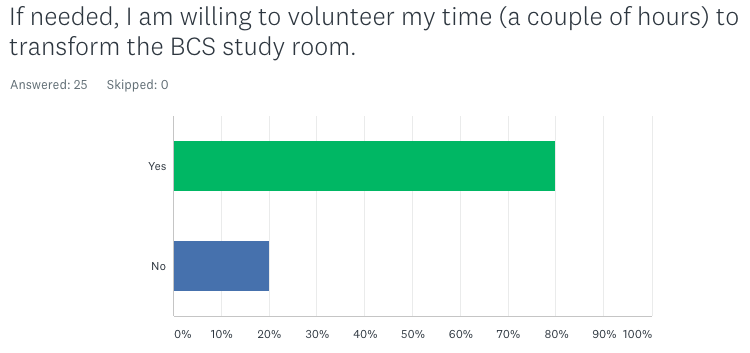 If needed, I am willing to volunteer my time (a couple of hours) to
transform the BCS study room.
Answered: 25 Skipped: 0
Yes
No
0% 10% 20% 30% 40% 50% 60% 70% 80% 90% 100%